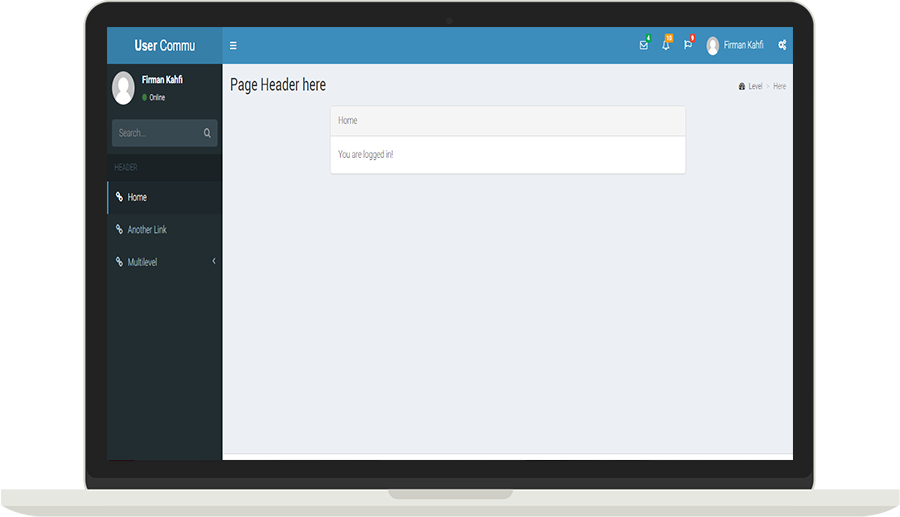 User Commu
4
10
9
Firman Kahfi
Firman Kahfi
Online
Search...
HEADER
Home
Another Link
Multilevel
Page Header here
Level > Here
Home
You are logged in!